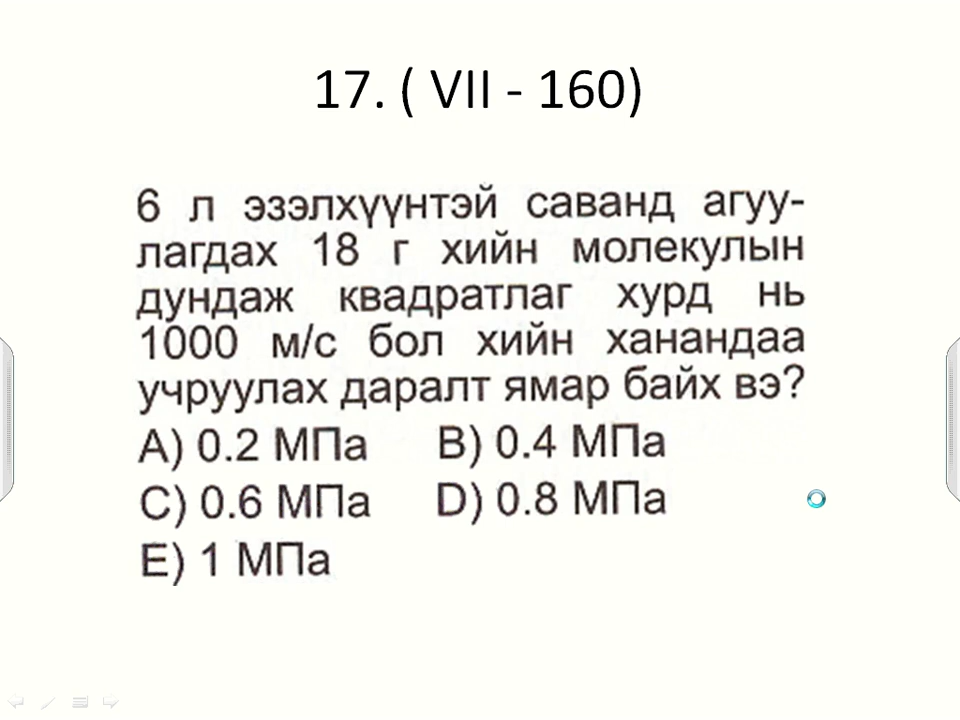 17. ( VII - 160)
6 л эзэлхүүнтэй саванд агуу-
лагдах 18 г хийн молекулын
дундаж квадратлаг хурд нь
1000 м/с бол хийн ханандаа
учруулах даралт ямар байх вэ?
A) 0.2 МПа B) 0.4 МПа
C) 0.6 МПа D) 0.8 МПа
E) 1 МПа